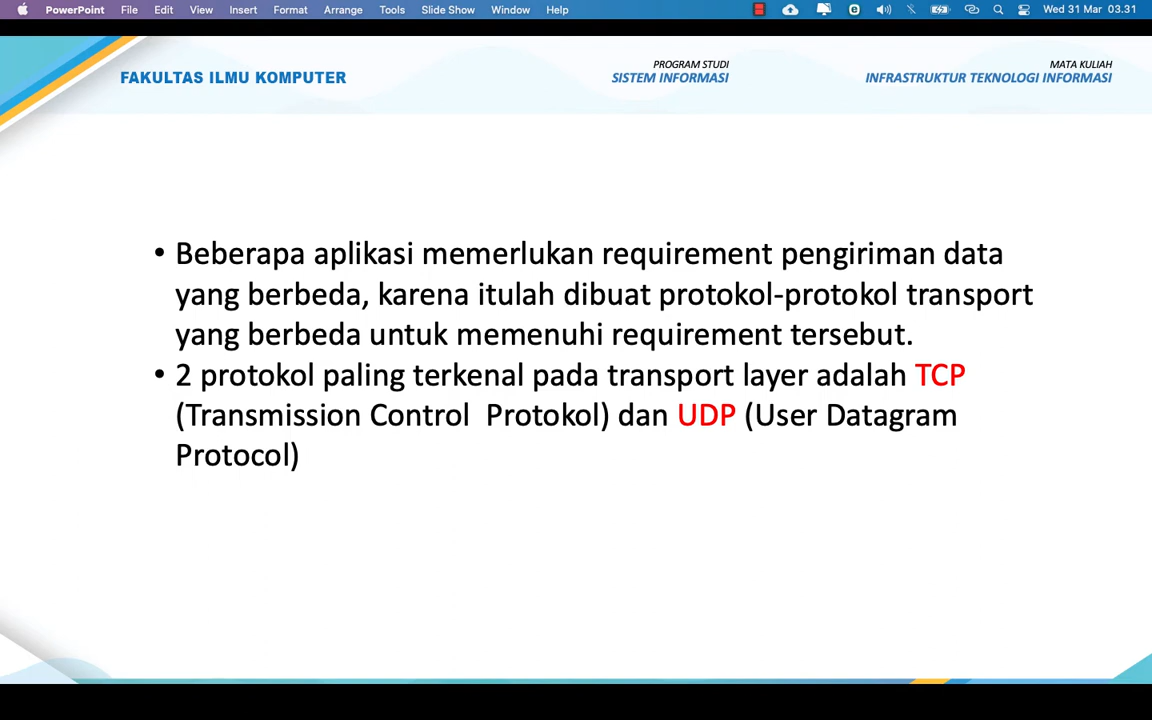 PowerPoint File Edit View Insert Format Arrange Tools Slide Show Window Help Wed 31 Mar 03.31
FAKULTAS ILMU KOMPUTER
PROGRAM STUDI
SISTEM INFORMASI
MATA KULIAH
INFRASTRUKTUR TEKNOLOGI INFORMASI
• Beberapa aplikasi memerlukan requirement pengiriman data
yang berbeda, karena itulah dibuat protokol-protokol transport
yang berbeda untuk memenuhi requirement tersebut.
• 2 protokol paling terkenal pada transport layer adalah TCP
(Transmission Control  Protokol) dan UDP (User Datagram
Protocol)